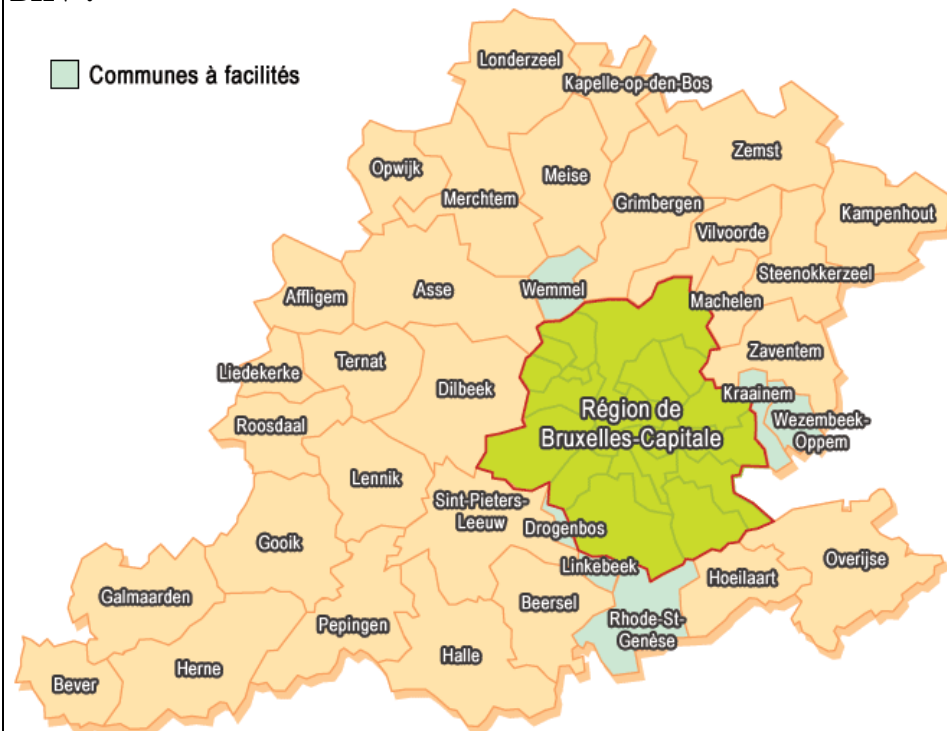 Communes à facilités
Londerzeel
Kapelle-op-den-Bos
Zemst
Opwijk
Meise
Merchtem
Grimbergen
Kampenhout
Vilvoorde
Steenokkerzeel
Affligem
Asse
Wemmel
Machelen
Zaventem
Liedekerke
Ternat
Dilbeek
Kraainem
Roosdaal
Région de
Bruxelles-Capitale
Wezembeek-
Oppem
Lennik
Sint-Pieters-
Leeuw
Drogenbos
Gooik
Linkebeek
Hoeilaart
Overijse
Galmaarden
Beersel
Rhode-St-
Genèse
Pepingen
Halle
Herne
Bever